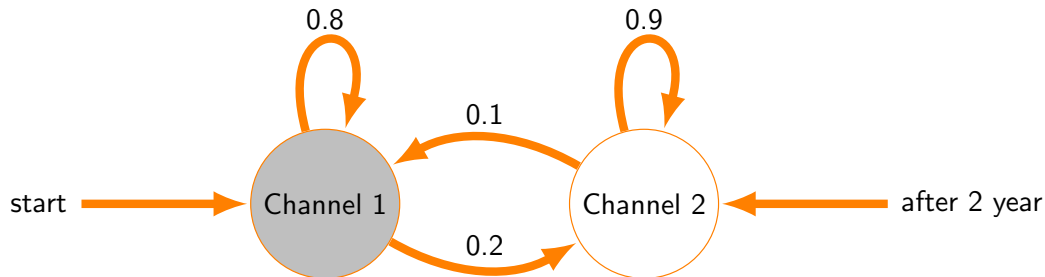 0.8
0.9
0.1
start
Channel 1
Channel 2
after 2 year
0.2